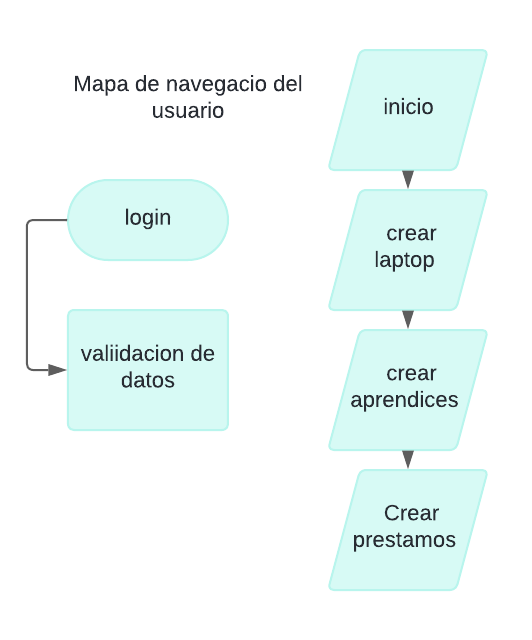 Mapa de navegacio del
usuario
login
valiidacion de
datos
inicio
crear
laptop
crear
aprendices
Crear
prestamos